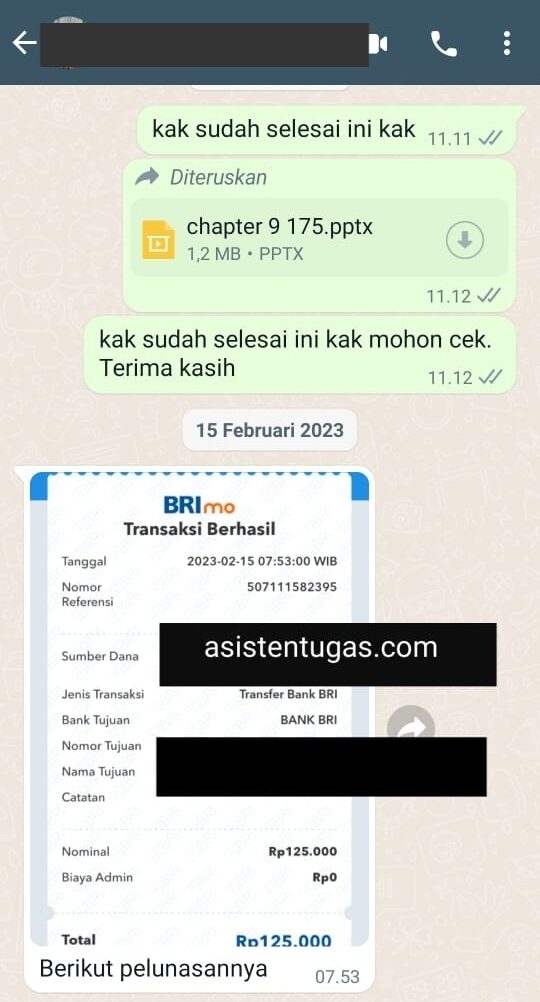 kak sudah selesai ini kak 11.11
Diteruskan
chapter 9 175.pptx
1,2 MB • PPTX
11.12
kak sudah selesai ini kak mohon cek.
Terima kasih 11.12
15 Februari 2023
BRImo
Transaksi Berhasil
Tanggal 2023-02-15 07:53:00 WIB
Nomor 507111582395
Referensi
asistentugas.com
Sumber Dana
Jenis Transaksi Transfer Bank BRI
Bank Tujuan BANK BRI
Nomor Tujuan
Nama Tujuan
Catatan
Nominal Rp125.000
Biaya Admin Rp0
Total Rp125.000
Berikut pelunasannya 07.53